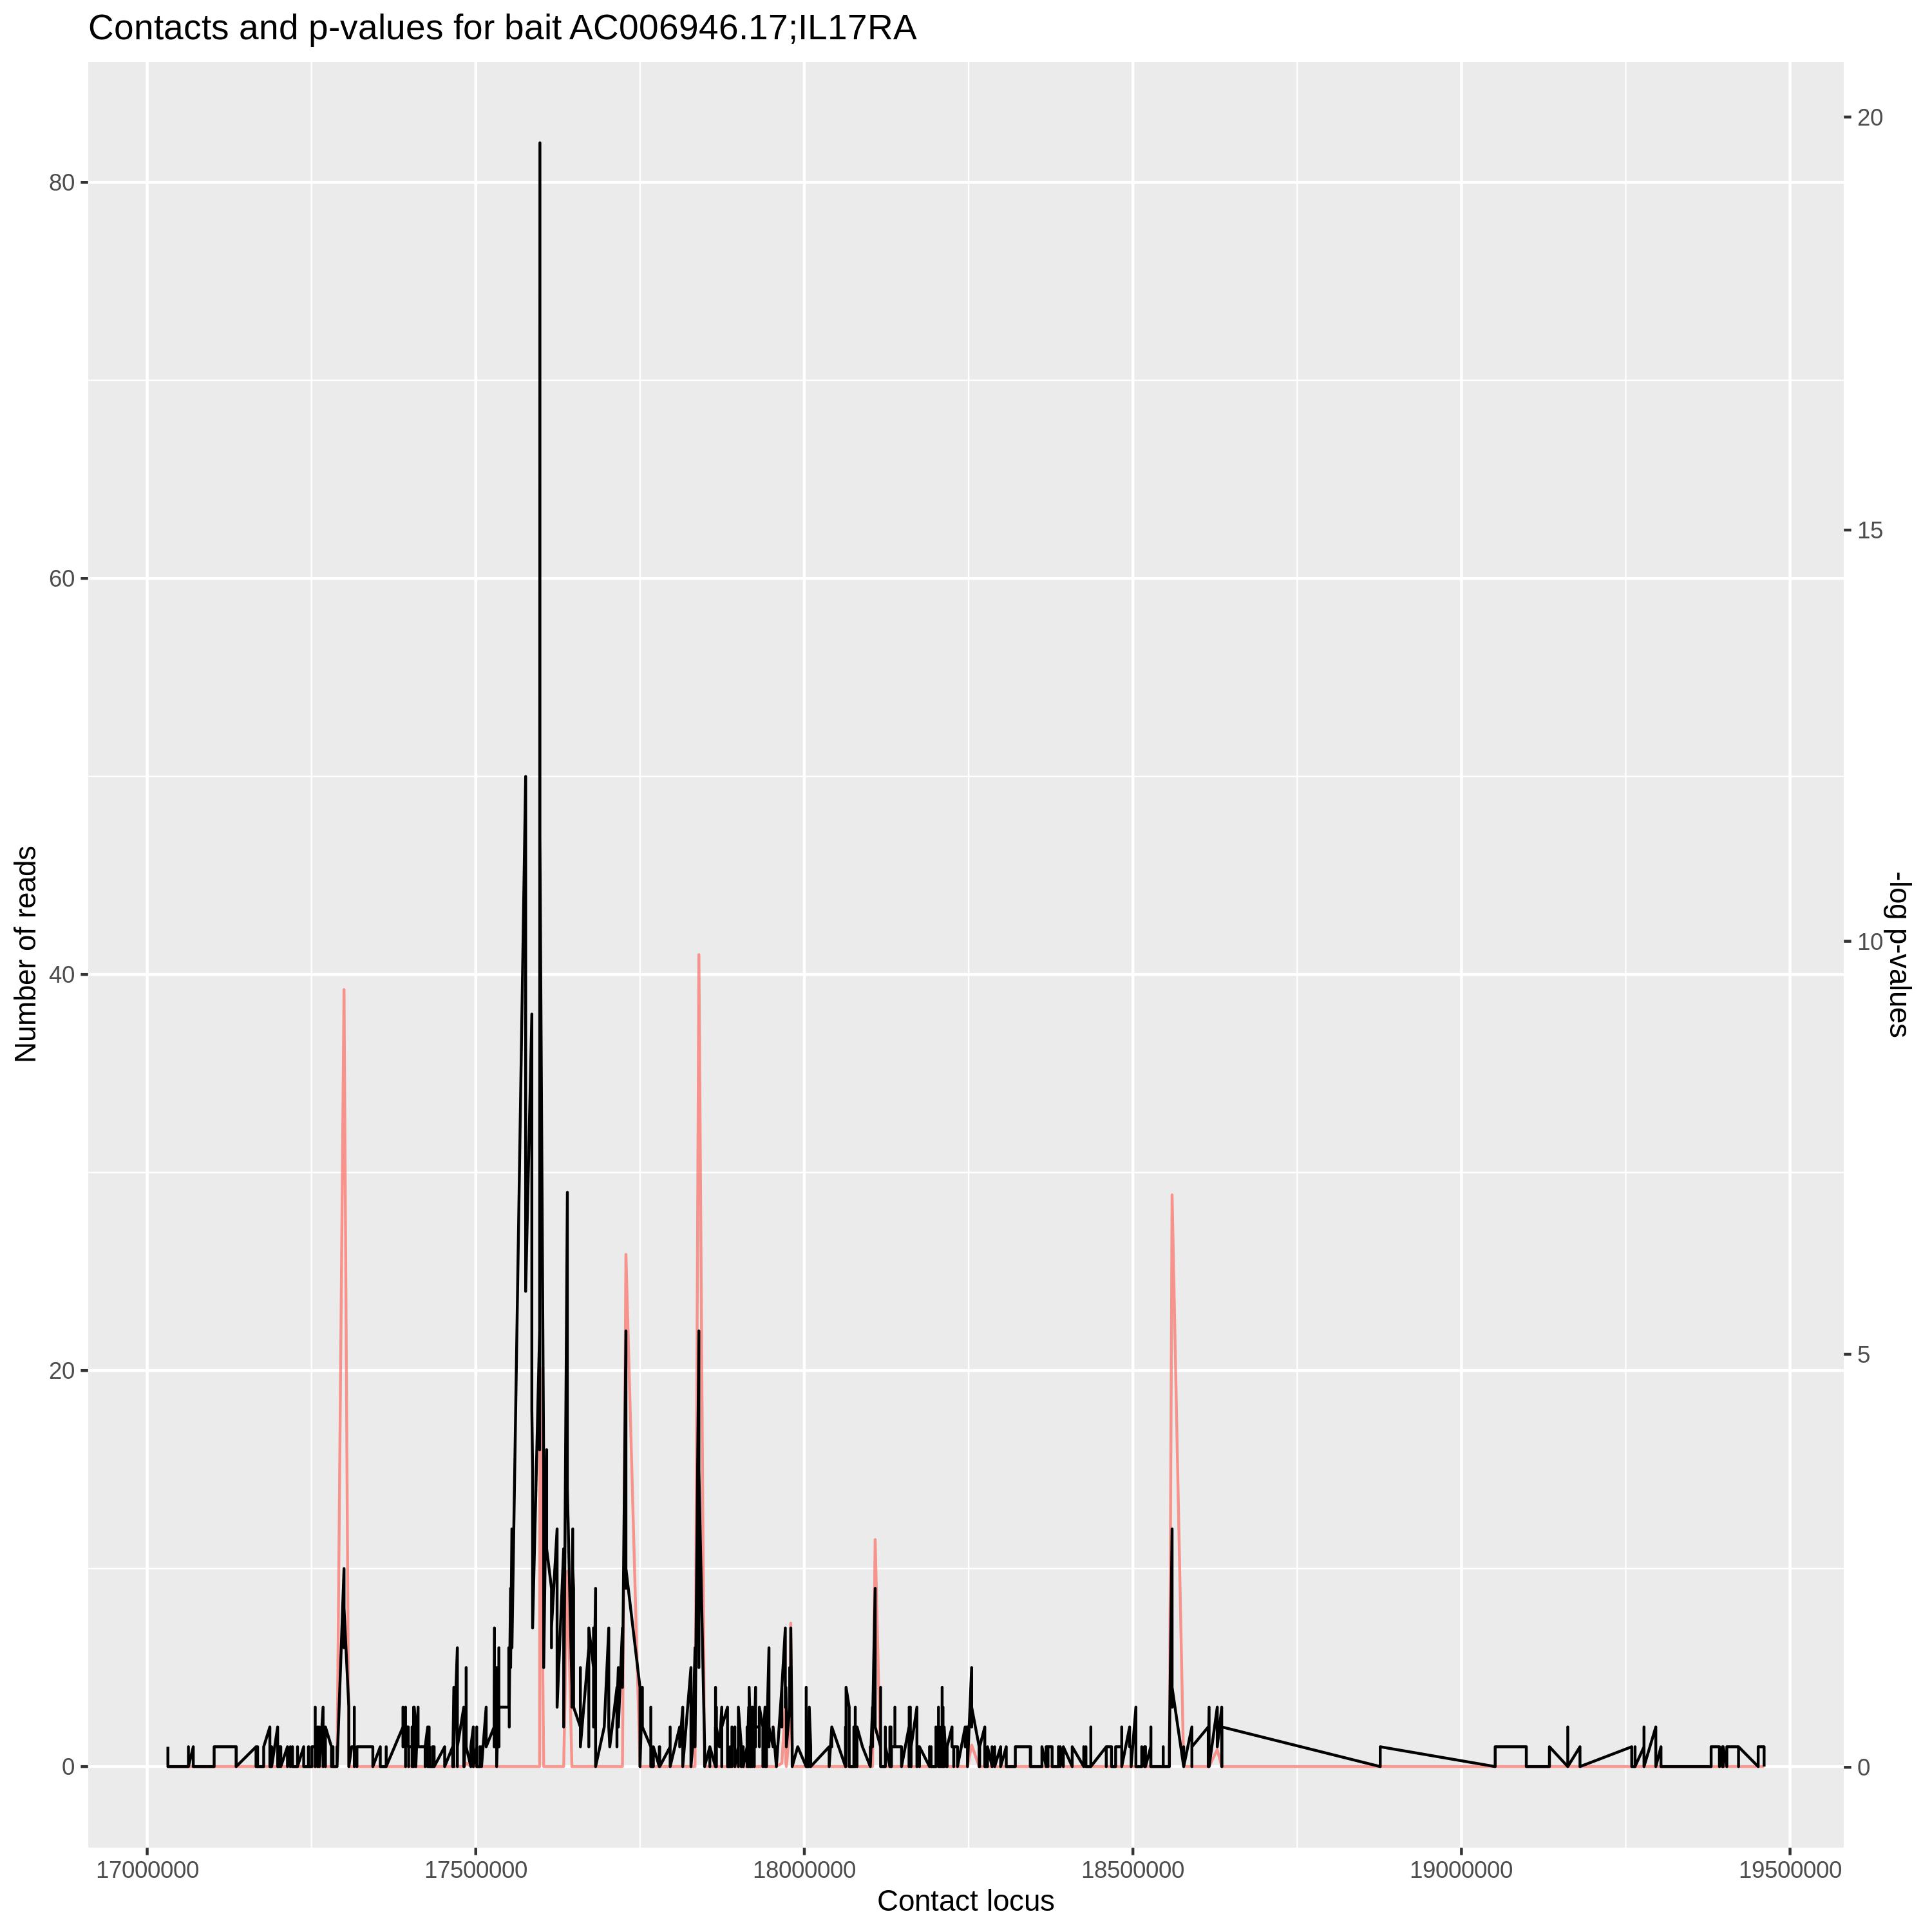 Contacts and p-values for bait AC006946.17;IL17RA
Number of reads
80
60
40
20
0
20
15
10
5
0
-log p-values
17000000 17500000 18000000 18500000 19000000 19500000
Contact locus